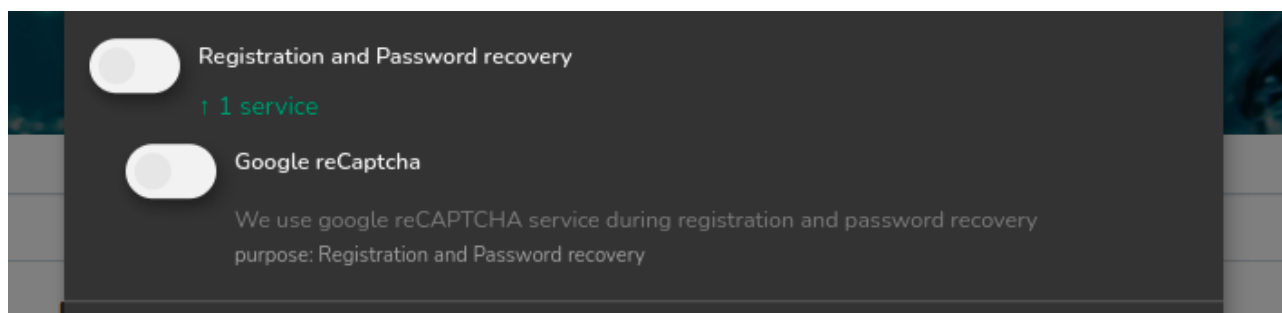 Registration and Password recovery
↑ 1 service
Google reCaptcha
We use google reCAPTCHA service during registration and password recovery
purpose: Registration and Password recovery